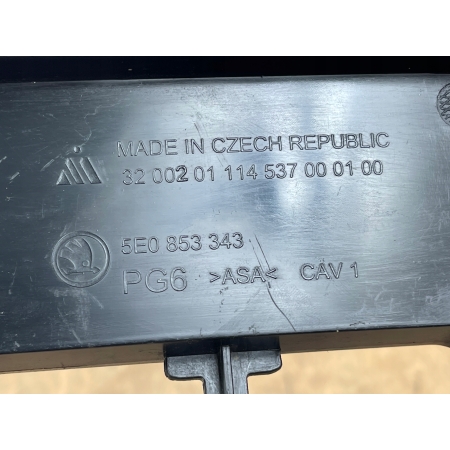 MADE IN CZECH REPUBLIC
32 002 01 114 537 00 01 00
5E0 853 343
PG6 >ASA< CAV 1